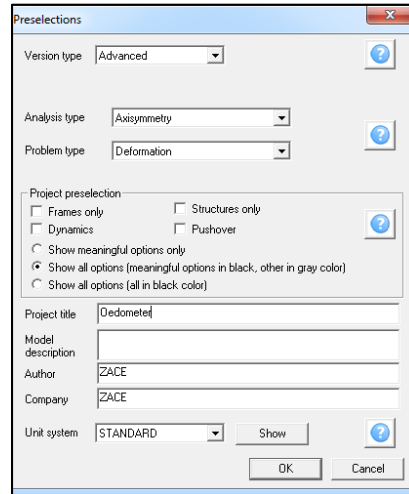 Preselections
Version type Advanced ?
Analysis type Axisymmetry ?
Problem type Deformation
Project preselection
Frames only Structures only ?
Dynamics Pushover
Show meaningful options only
Show all options (meaningful options in black, other in gray color)
Show all options (all in black color)
Project title Oedometer
Model
description
Author ZACE
Company ZACE
Unit system STANDARD Show ?
OK Cancel